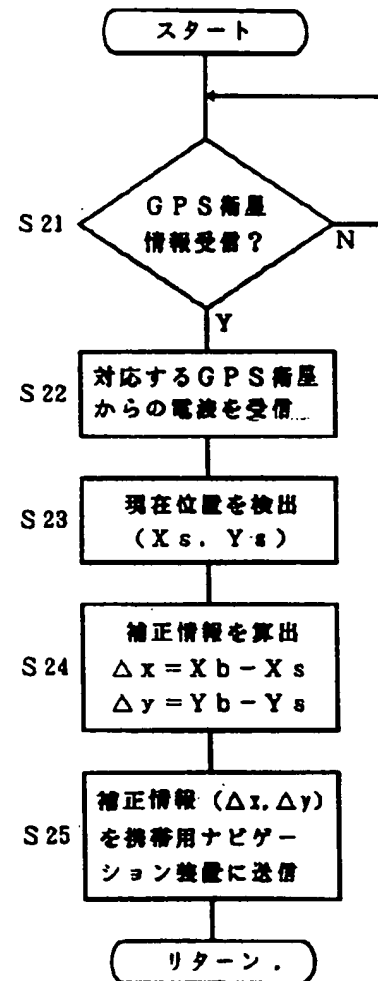 スタート
S21
GPS衛星
情報受信?
N
Y
S22
対応するGPS衛星
からの電波を受信
S23
現在位置を検出
(Xs. Ys)
S24
補正情報を算出
△x=Xb-Xs
△y=Yb-Ys
S25
補正情報(△x,△y)
を携帯用ナビゲー
ション装置に送信
リターン.